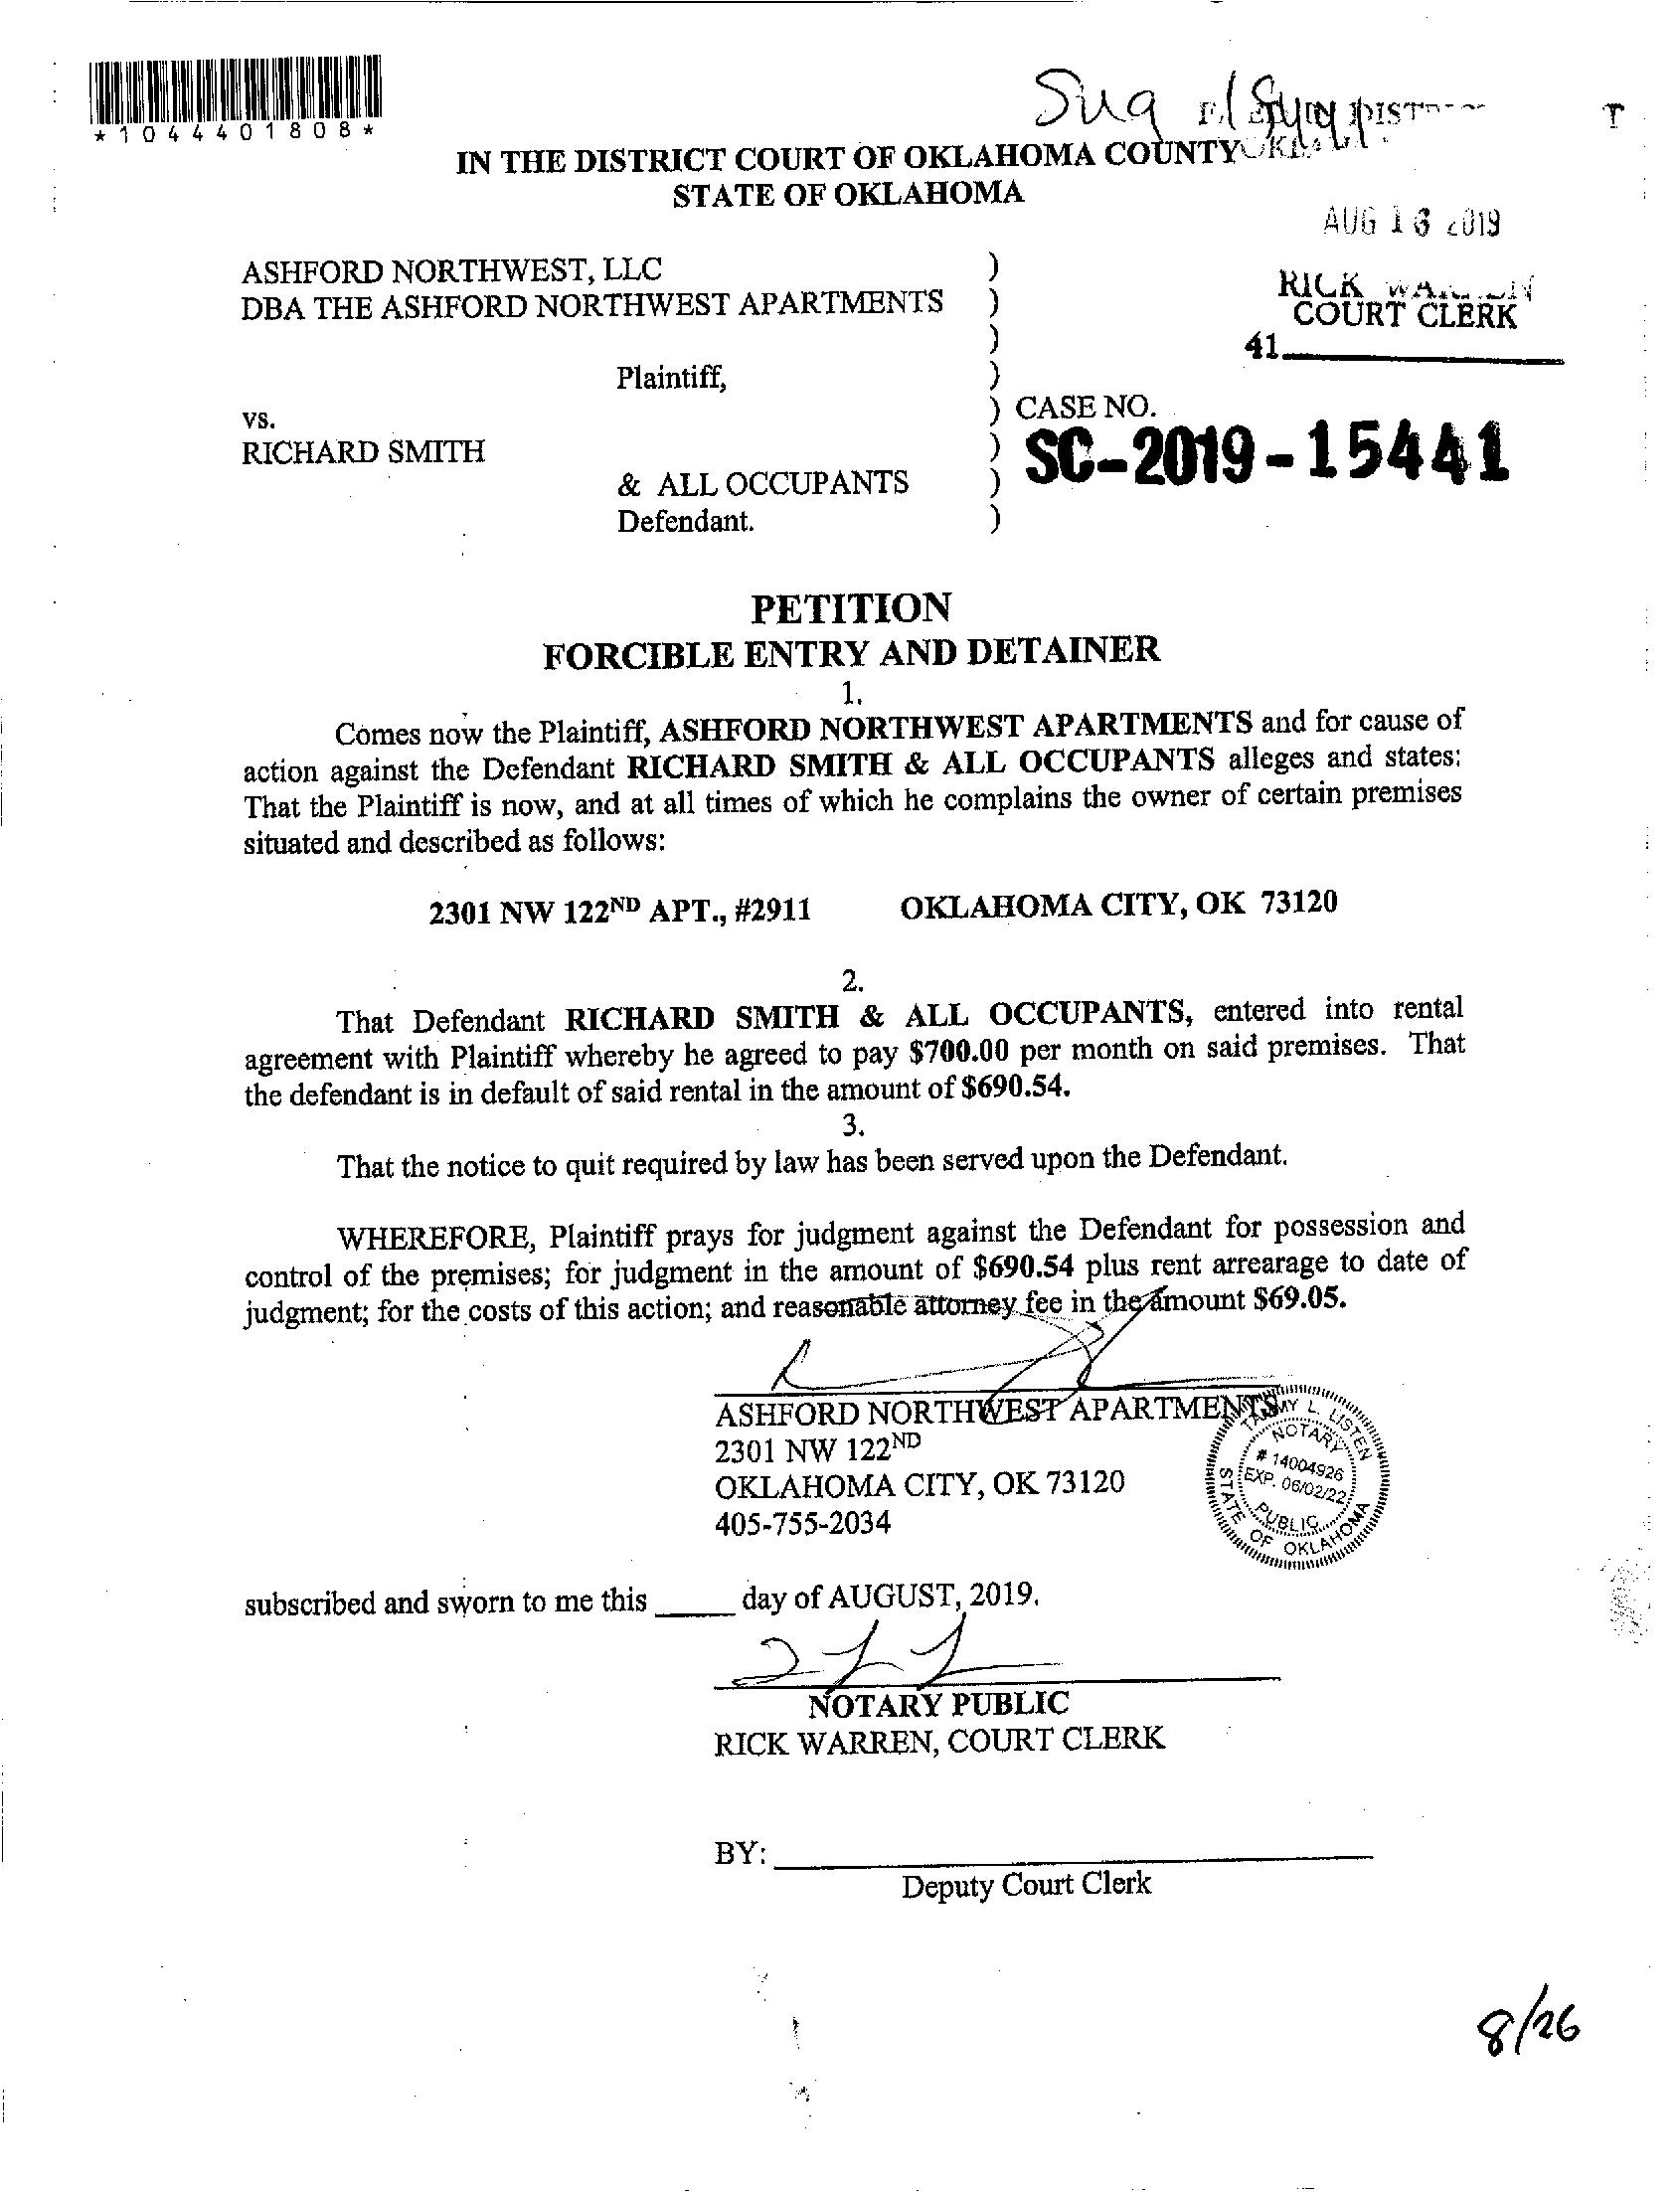 *1044401808*
IN THE DISTRICT COURT OF OKLAHOMA COUNTY
STATE OF OKLAHOMA
AUG 16 2019
ASHFORD NORTHWEST, LLC )
DBA THE ASHFORD NORTHWEST APARTMENTS )
RICK WARREN
COURT CLERK
)
41
Plaintiff, )
vs. ) CASE NO.
RICHARD SMITH ) SC-2019-15441
& ALL OCCUPANTS )
Defendant. )
PETITION
FORCIBLE ENTRY AND DETAINER
1.
Comes now the Plaintiff, ASHFORD NORTHWEST APARTMENTS and for cause of
action against the Defendant RICHARD SMITH & ALL OCCUPANTS alleges and states:
That the Plaintiff is now, and at all times of which he complains the owner of certain premises
situated and described as follows:
2301 NW 122ND APT., #2911 OKLAHOMA CITY, OK 73120
2.
That Defendant RICHARD SMITH & ALL OCCUPANTS, entered into rental
agreement with Plaintiff whereby he agreed to pay $700.00 per month on said premises. That
the defendant is in default of said rental in the amount of $690.54.
3.
That the notice to quit required by law has been served upon the Defendant.
WHEREFORE, Plaintiff prays for judgment against the Defendant for possession and
control of the premises; for judgment in the amount of $690.54 plus rent arrearage to date of
judgment; for the costs of this action; and reasonable attorney fee in the amount $69.05.
ASHFORD NORTHWEST APARTMENTS
2301 NW 122ND
OKLAHOMA CITY, OK 73120
405-755-2034
TAMMY L. LISTEN
NOTARY
# 14004926
EXP. 06/02/22
PUBLIC
STATE OF OKLAHOMA
subscribed and sworn to me this _____ day of AUGUST, 2019.
NOTARY PUBLIC
RICK WARREN, COURT CLERK
BY:
Deputy Court Clerk
8/26